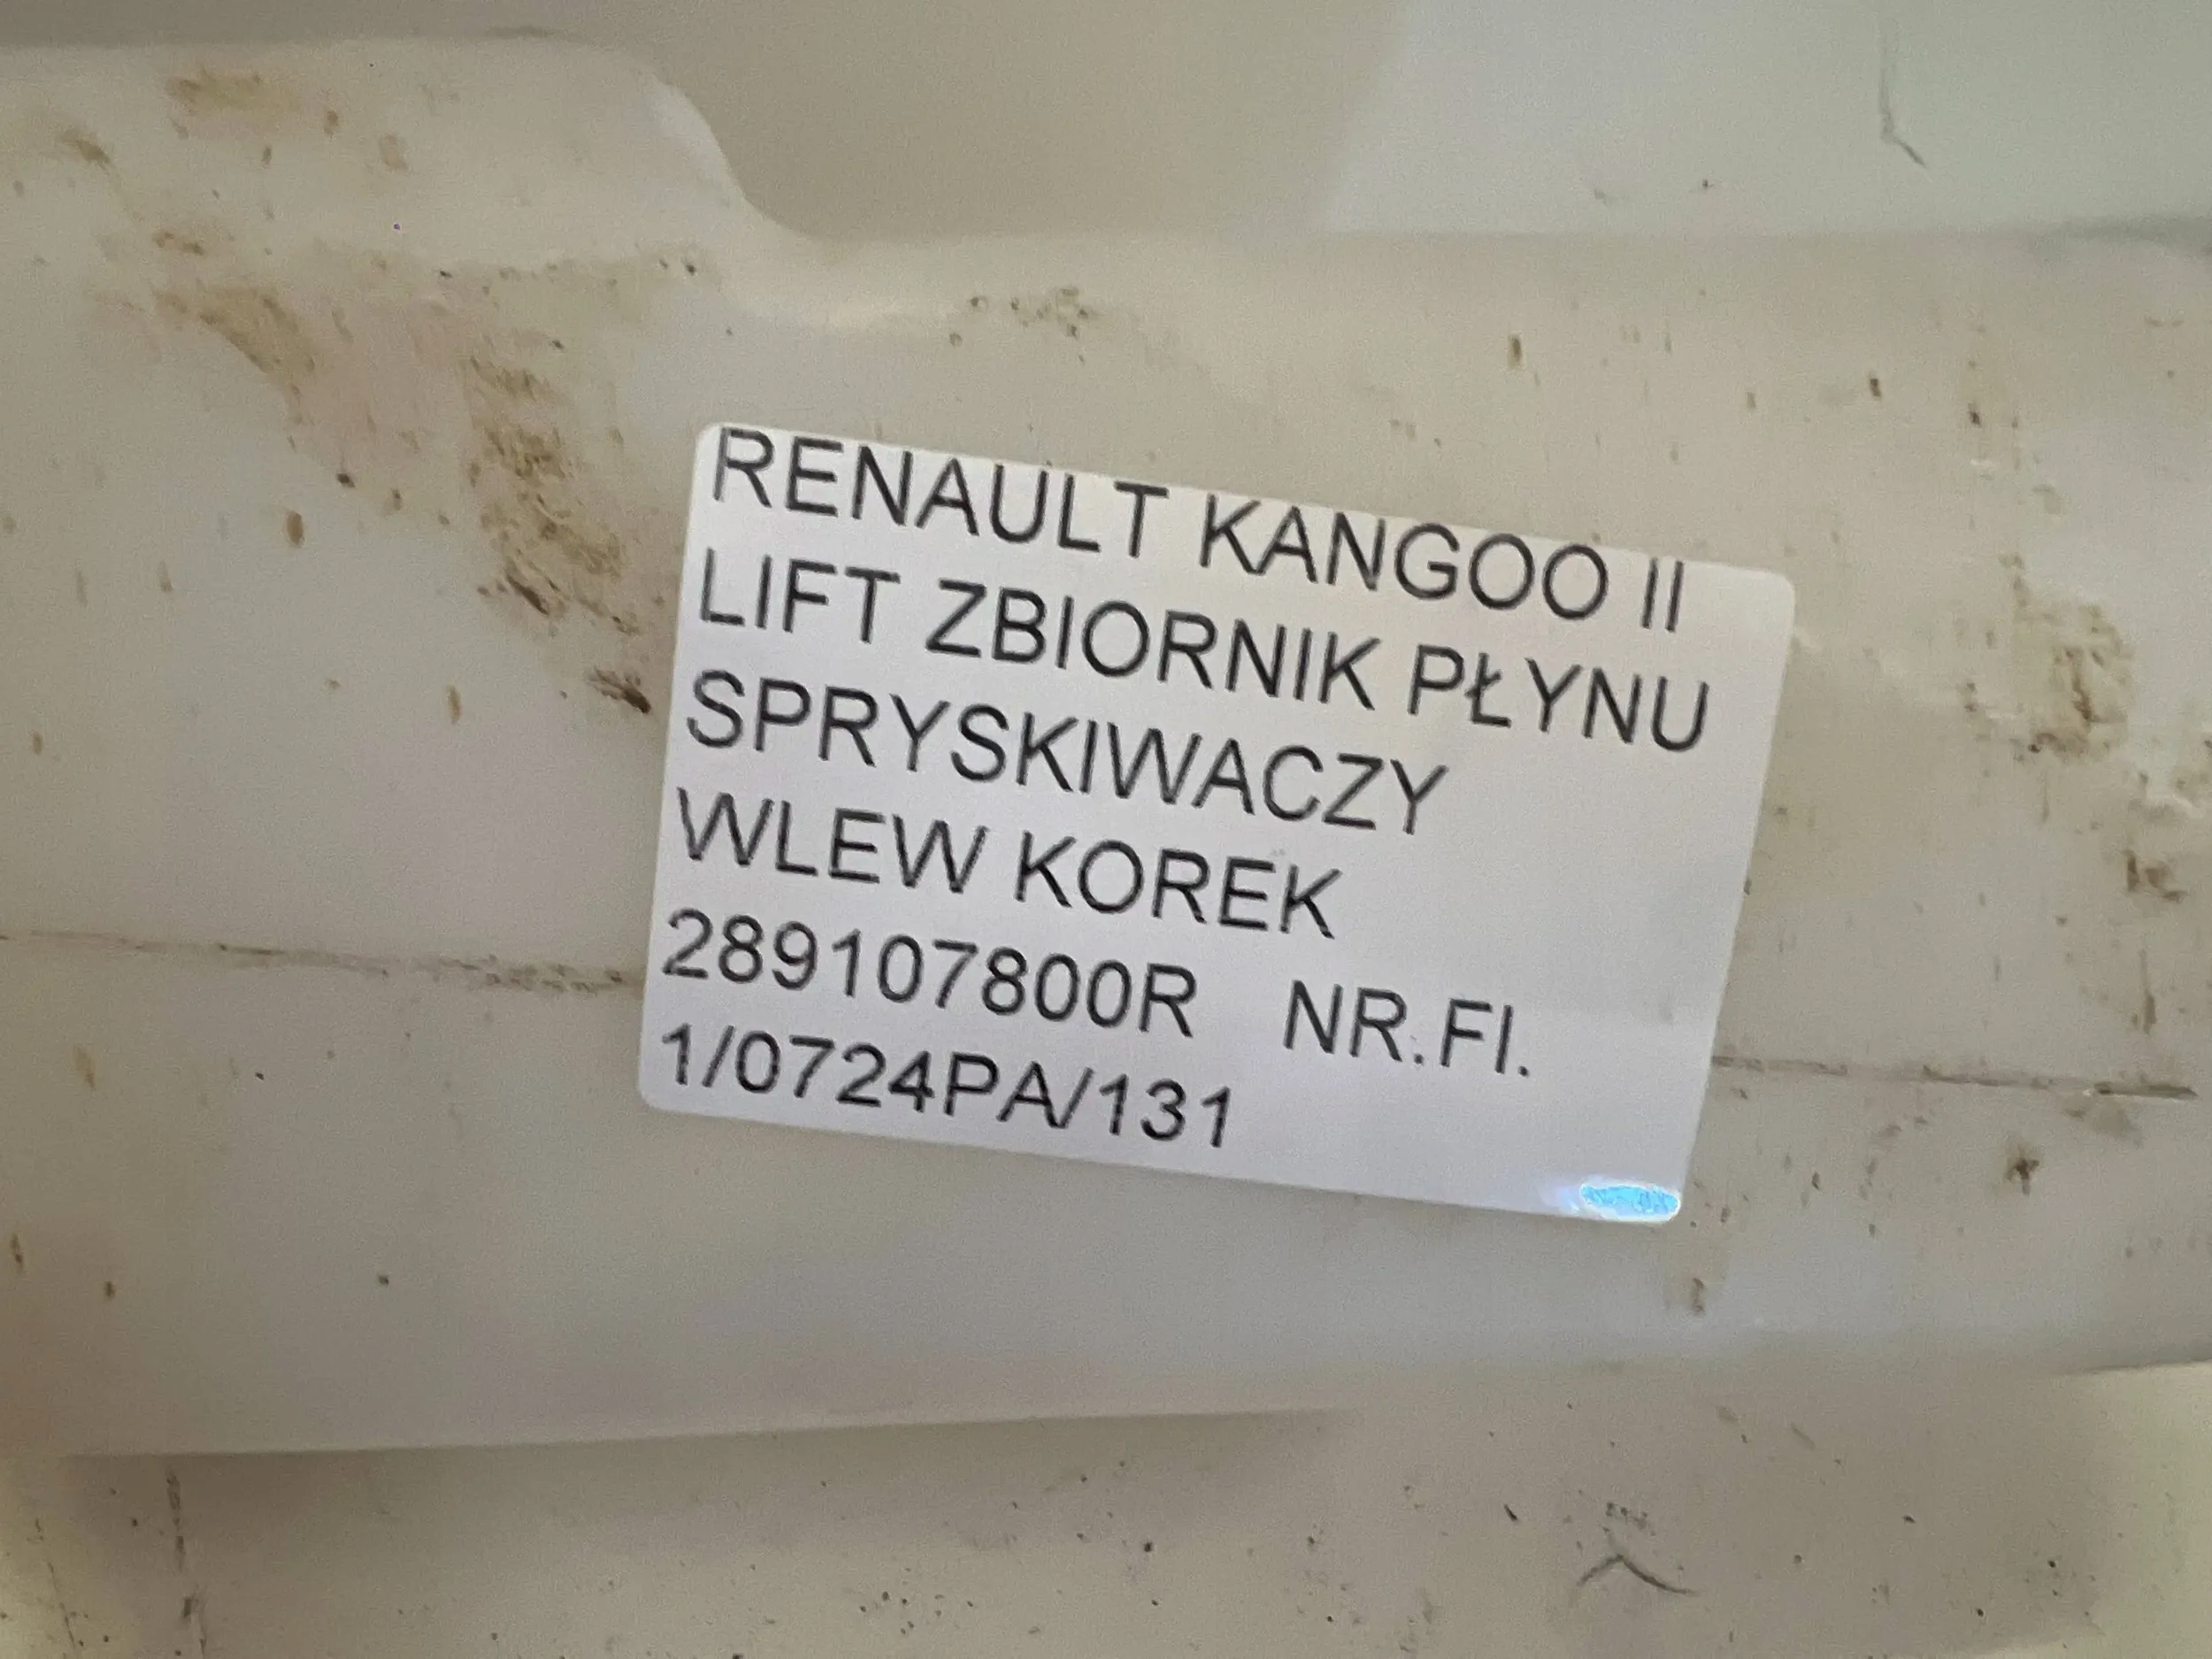 RENAULT KANGOO II
LIFT ZBIORNIK PŁYNU
SPRYSKIWACZY
WLEW KOREK
289107800R NR.FI.
1/0724PA/131